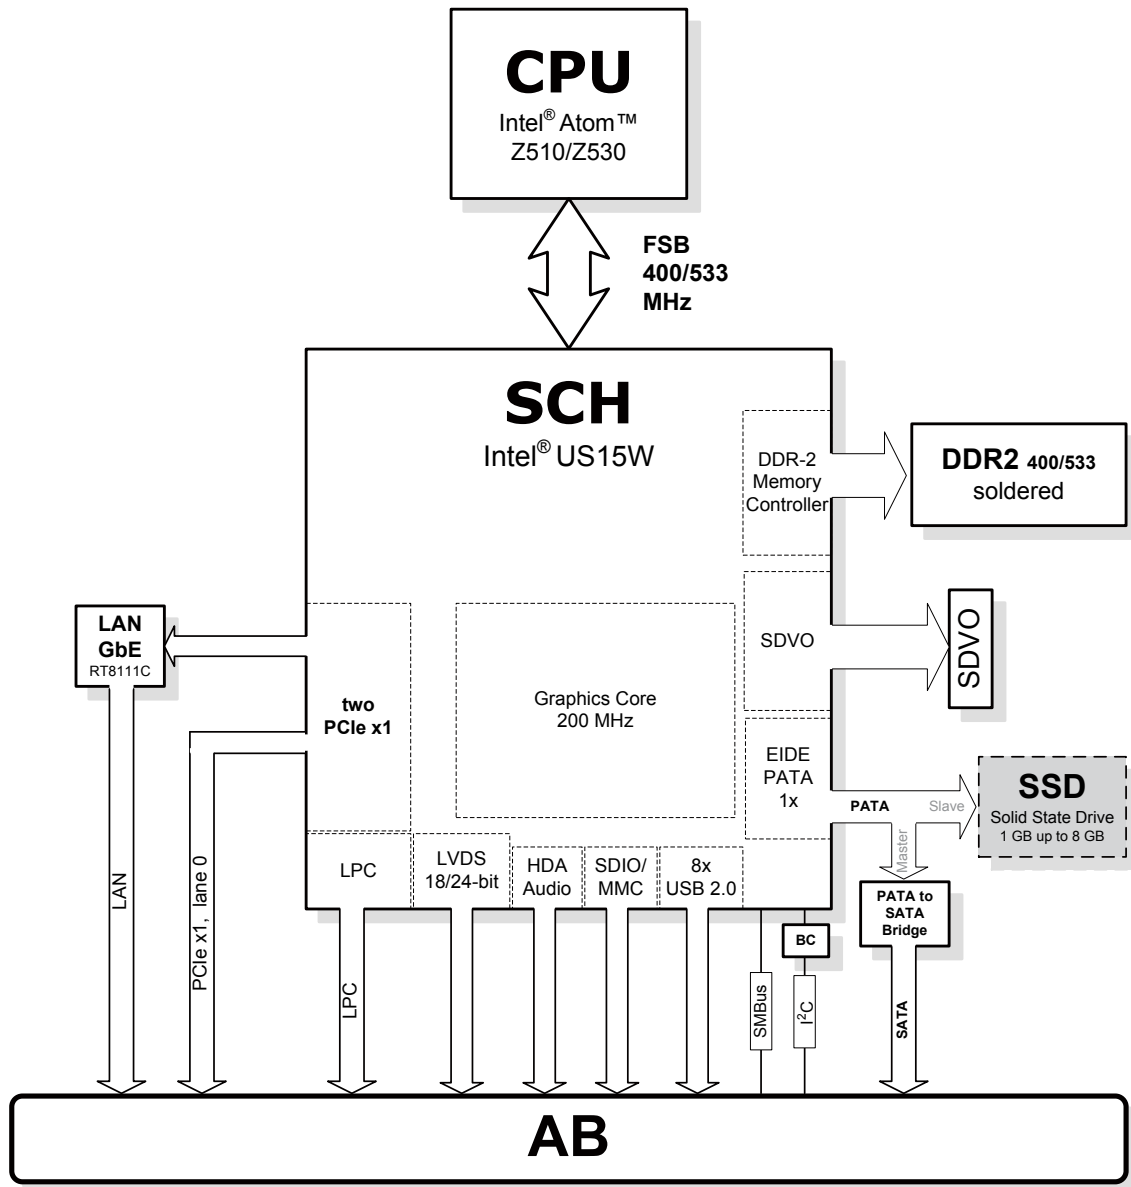 CPU
Intel® Atom™
Z510/Z530
FSB
400/533
MHz
SCH
Intel® US15W
DDR-2
Memory
Controller
DDR2 400/533
soldered
LAN
GbE
RT8111C
two
PCIe x1
Graphics Core
200 MHz
SDVO
SDVO
EIDE
PATA
1x
PATA
Slave
Master
SSD
Solid State Drive
1 GB up to 8 GB
LPC
LVDS
18/24-bit
HDA
Audio
SDIO/
MMC
8x
USB 2.0
PATA to
SATA
Bridge
BC
LAN
PCIe x1, lane 0
LPC
SMBus
I²C
SATA
AB